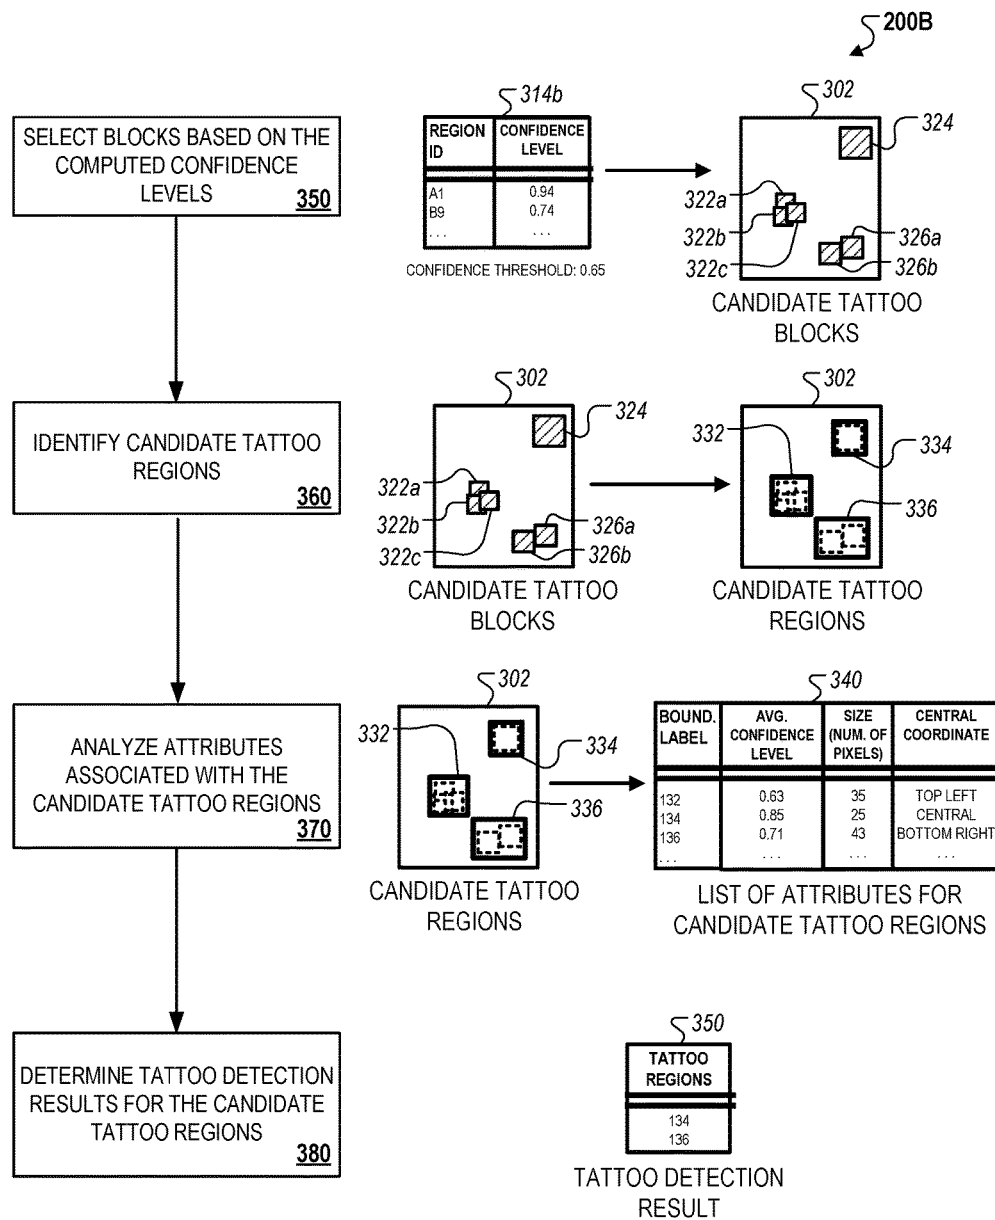 200B
SELECT BLOCKS BASED ON THE
COMPUTED CONFIDENCE
LEVELS
350
314b
REGION
ID
CONFIDENCE
LEVEL
A1
0.94
B9
0.74
. . .
. . .
CONFIDENCE THRESHOLD: 0.65
302
324
322a
322b
322c
326a
326b
CANDIDATE TATTOO
BLOCKS
IDENTIFY CANDIDATE TATTOO
REGIONS
360
302
324
322a
322b
322c
326a
326b
CANDIDATE TATTOO
BLOCKS
302
332
334
336
CANDIDATE TATTOO
REGIONS
ANALYZE ATTRIBUTES
ASSOCIATED WITH THE
CANDIDATE TATTOO REGIONS
370
302
332
334
336
CANDIDATE TATTOO
REGIONS
340
BOUND.
LABEL
AVG.
CONFIDENCE
LEVEL
SIZE
(NUM. OF
PIXELS)
CENTRAL
COORDINATE
132
0.63
35
TOP LEFT
134
0.85
25
CENTRAL
136
0.71
43
BOTTOM RIGHT
. . .
. . .
. . .
. . .
LIST OF ATTRIBUTES FOR
CANDIDATE TATTOO REGIONS
DETERMINE TATTOO DETECTION
RESULTS FOR THE CANDIDATE
TATTOO REGIONS
380
350
TATTOO
REGIONS
134
136
TATTOO DETECTION
RESULT